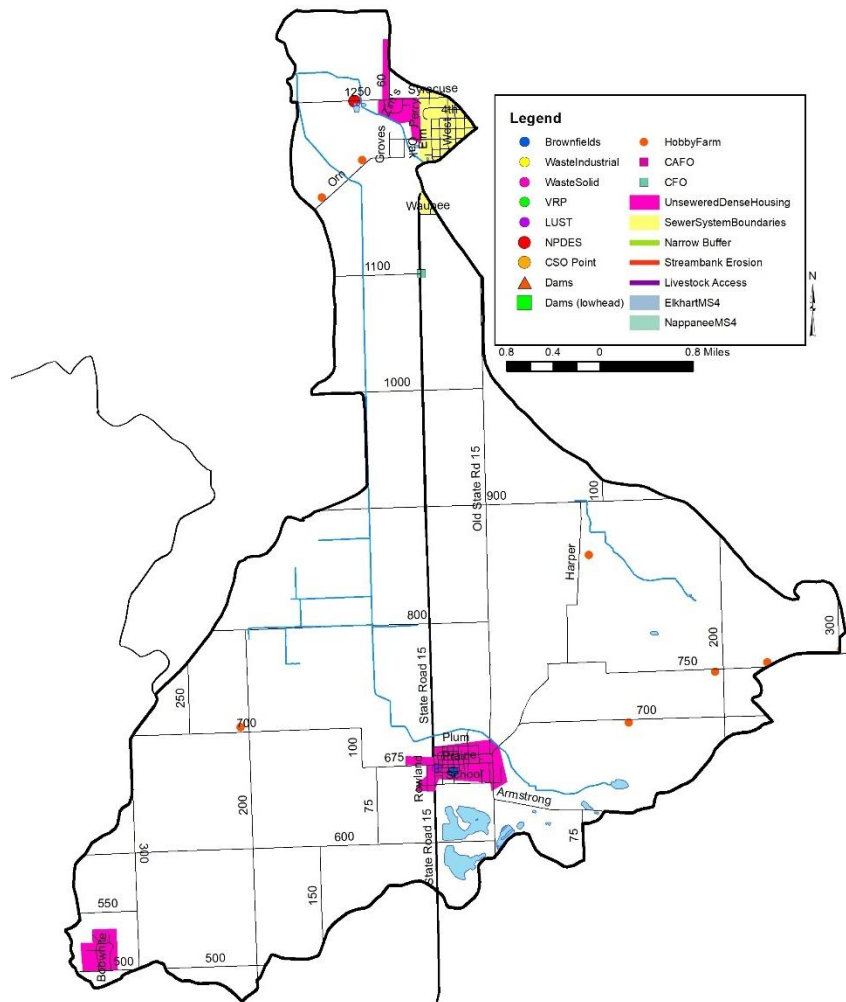 Syracuse
60
1250
Kim's
Perry
4th
West
Elm
Oak
Groves
Orn
Waupee
1100
Legend
Brownfields
WasteIndustrial
WasteSolid
VRP
LUST
NPDES
CSO Point
Dams
Dams (lowhead)
HobbyFarm
CAFO
CFO
UnseweredDenseHousing
SewerSystemBoundaries
Narrow Buffer
Streambank Erosion
Livestock Access
ElkhartMS4
NappaneeMS4
N
0.8 0.4 0 0.8 Miles
1000
Old State Rd 15
900
100
Harper
800
200
300
State Road 15
750
250
700
700
Plum
100
675
Prairie
School
Rowland
Armstrong
75
75
200
600
300
State Road 15
150
550
Bobwhite
500
500